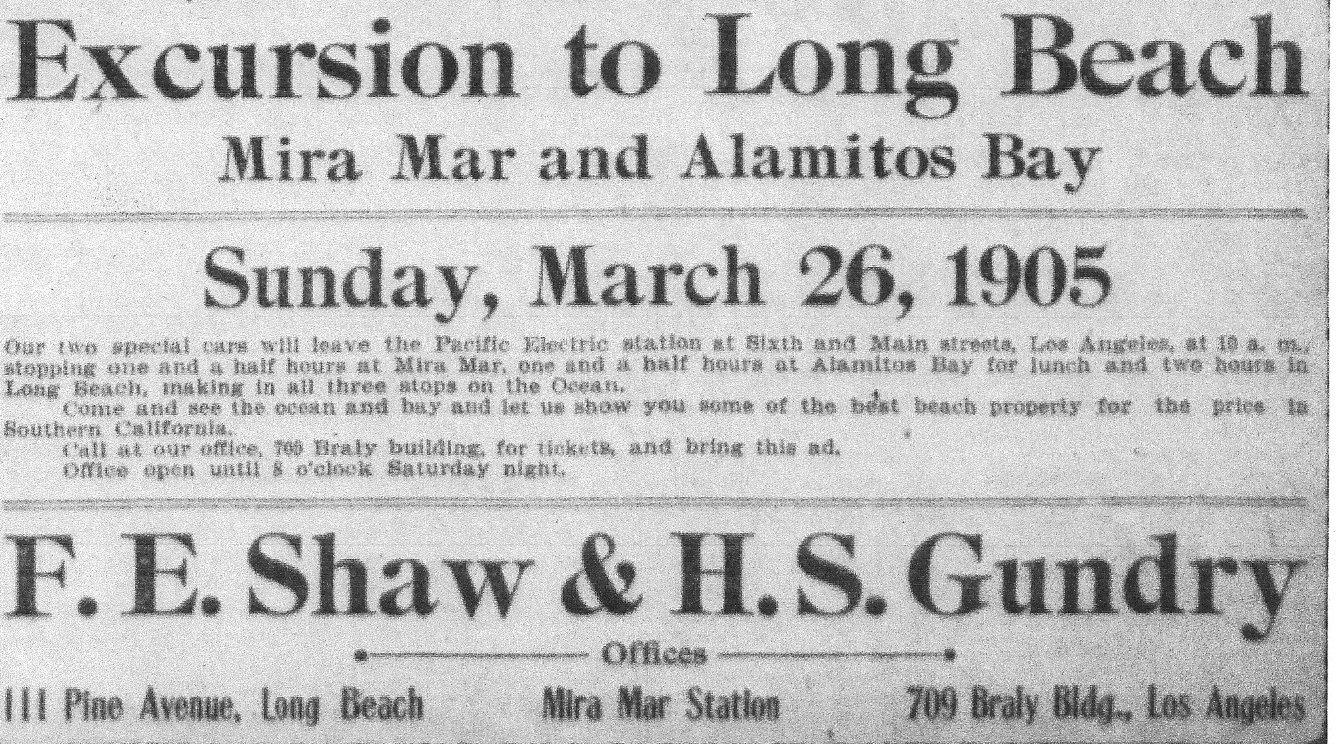 Excursion to Long Beach
Mira Mar and Alamitos Bay
Sunday, March 26, 1905
Our two special cars will leave the Pacific Electric station at Sixth and Main streets, Los Angeles, at 10 a. m.,
stopping one and a half hours at Mira Mar, one and a half hours at Alamitos Bay for lunch and two hours in
Long Beach, making in all three stops on the Ocean.
Come and see the ocean and bay and let us show you some of the best beach property for the price in
Southern California.
Call at our office, 709 Braly building, for tickets, and bring this ad.
Office open until 8 o'clock Saturday night.
F. E. Shaw & H. S. Gundry
Offices
111 Pine Avenue, Long Beach Mira Mar Station 709 Braly Bldg., Los Angeles